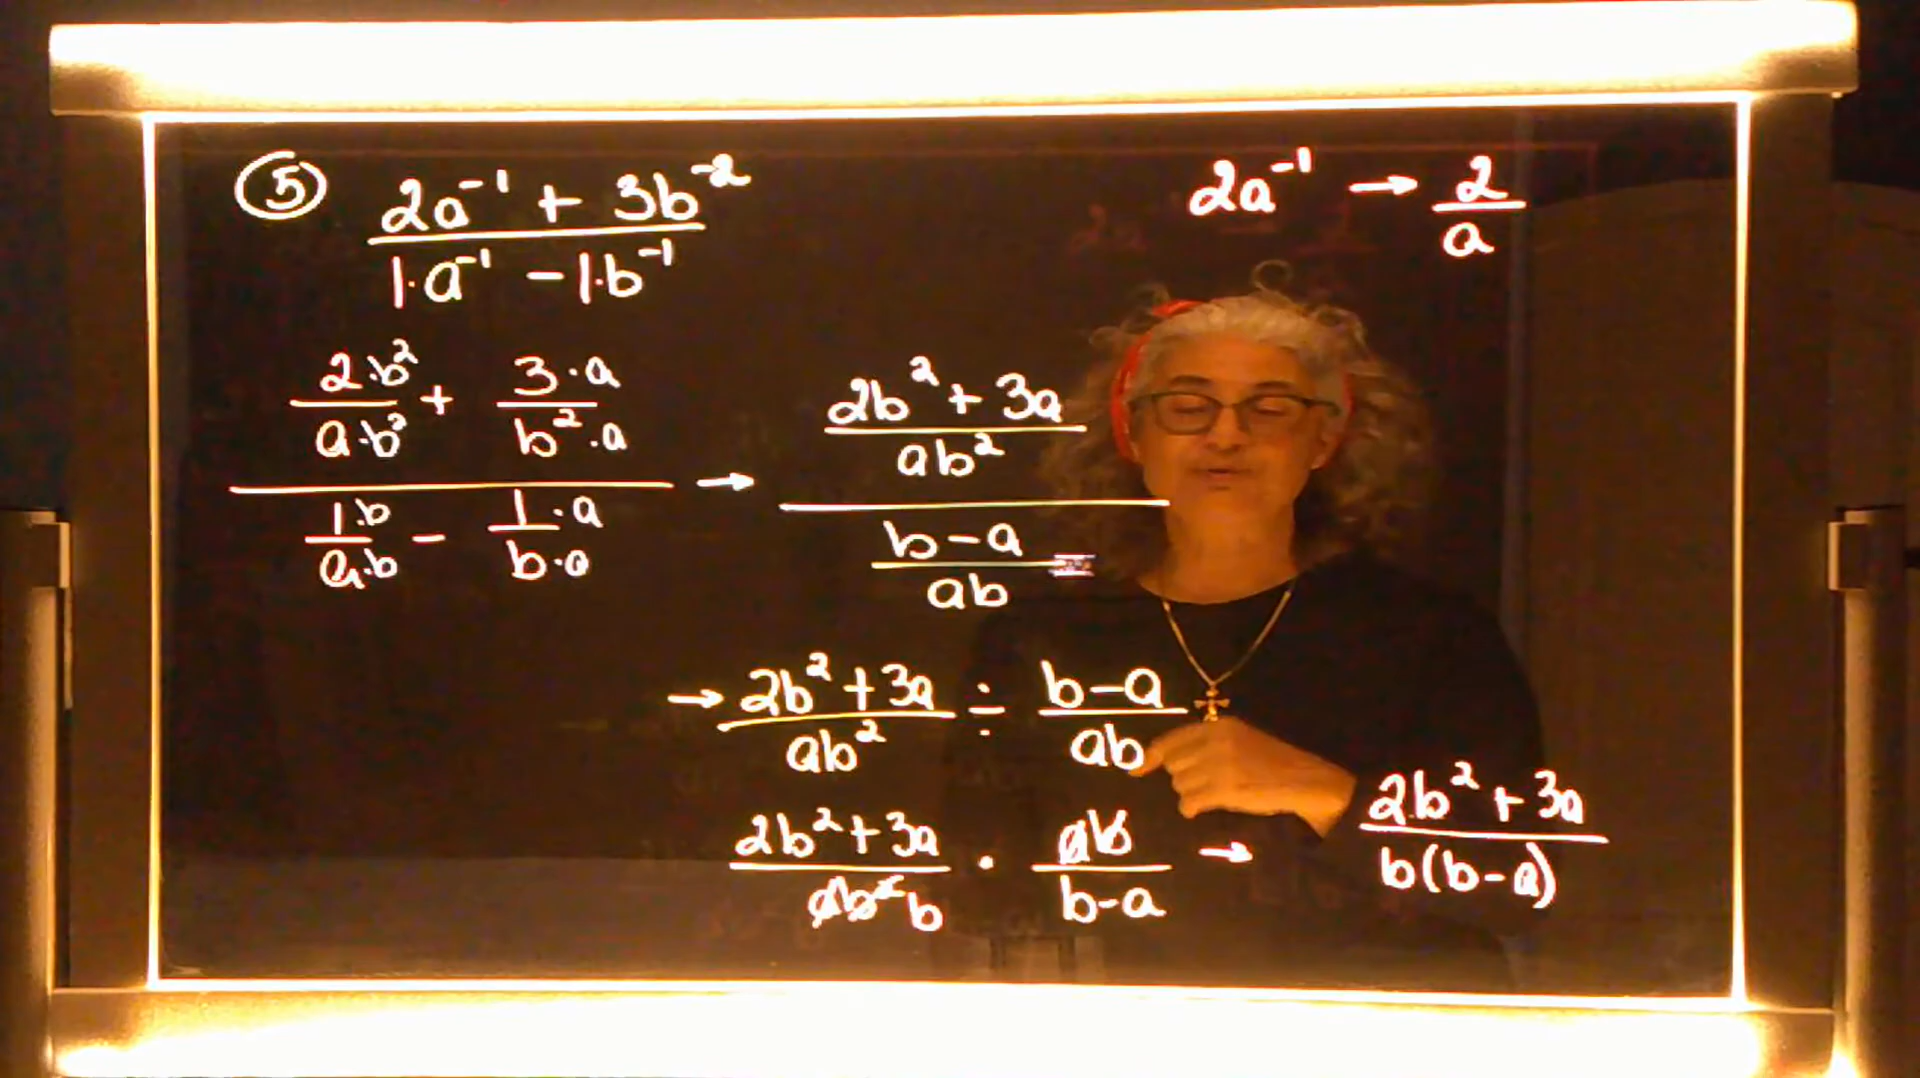 ⑤ (2a⁻¹ + 3b⁻²)/(1·a⁻¹ − 1·b⁻¹)
2a⁻¹ → 2/a
((2·b²)/(a·b²) + (3·a)/(b²·a))/((1·b)/(a·b) − (1·a)/(b·a)) → ((2b² + 3a)/(ab²))/((b−a)/(ab))
→ (2b² + 3a)/(ab²) ÷ (b−a)/(ab)
(2b² + 3a)/(ab² b) · (ab)/(b−a) → (2b² + 3a)/(b(b−a))